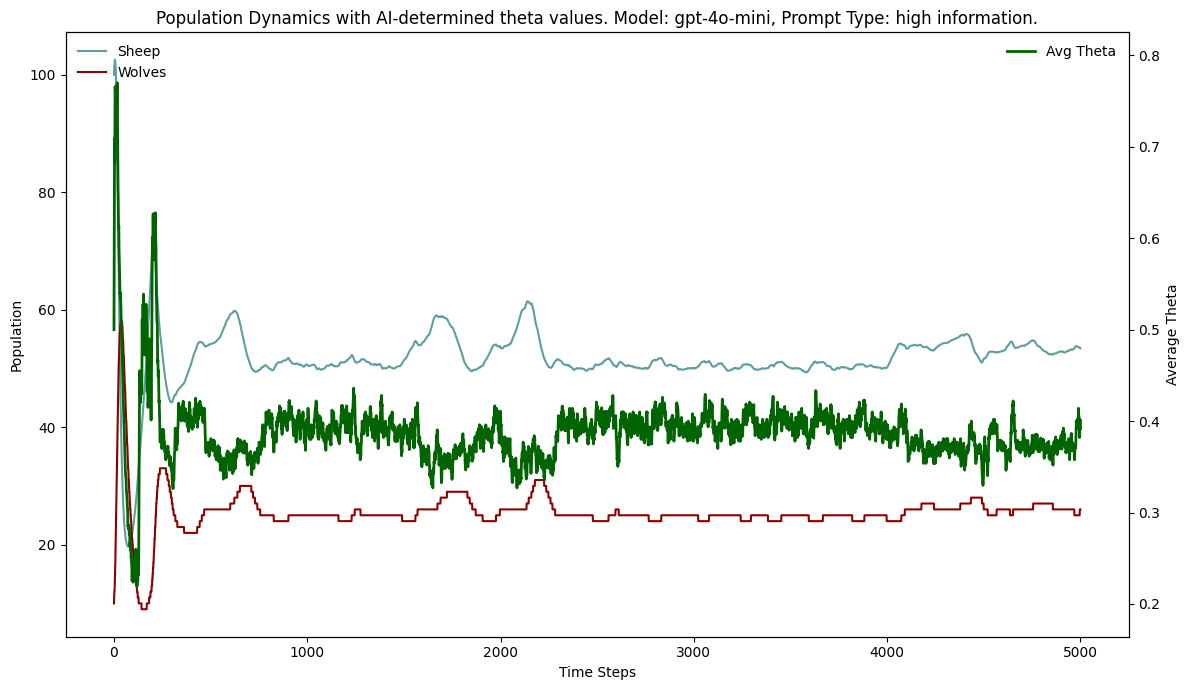 Population Dynamics with AI-determined theta values. Model: gpt-4o-mini, Prompt Type: high information.
Sheep
Wolves
Avg Theta
Population
100
80
60
40
20
0.8
0.7
0.6
0.5
0.4
0.3
0.2
Average Theta
0
1000
2000
3000
4000
5000
Time Steps